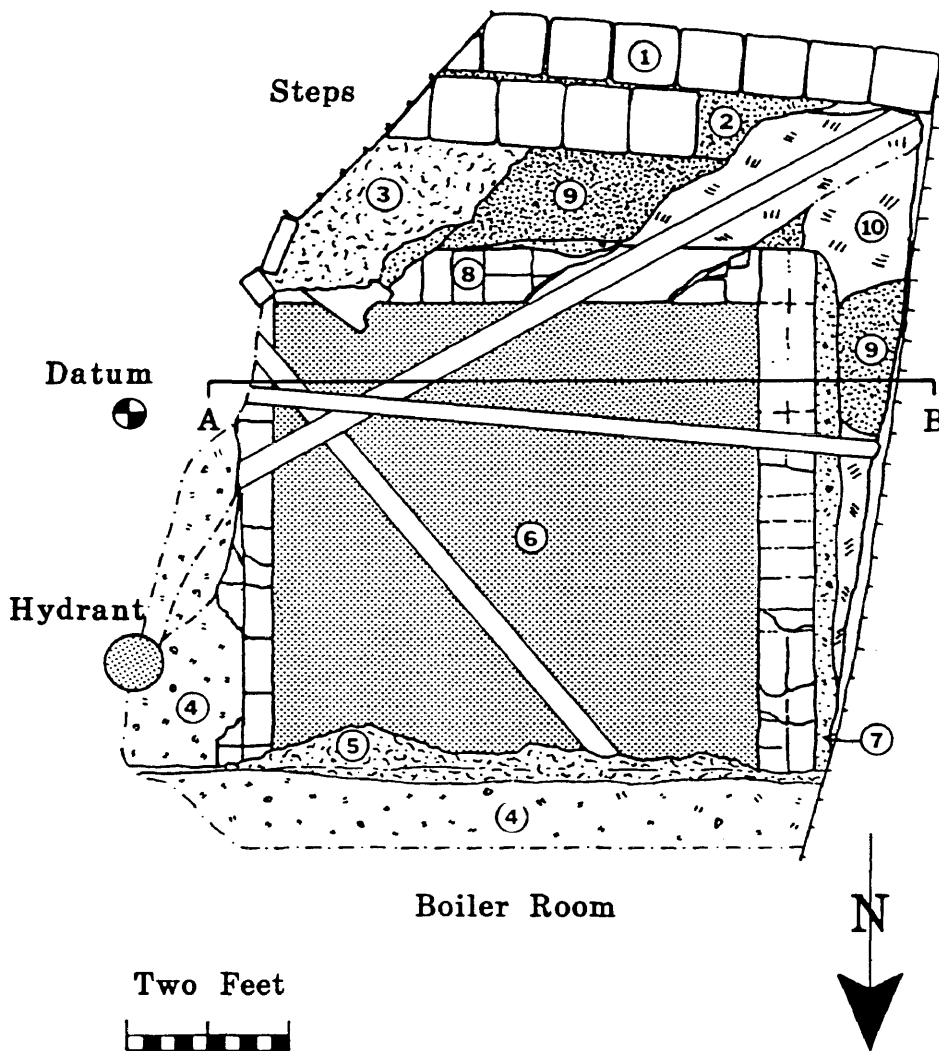 ①
Steps
②
③
⑨
⑩
⑧
Datum
⑨
A
B
⑥
Hydrant
④
⑤
⑦
④
Boiler Room
N
Two Feet